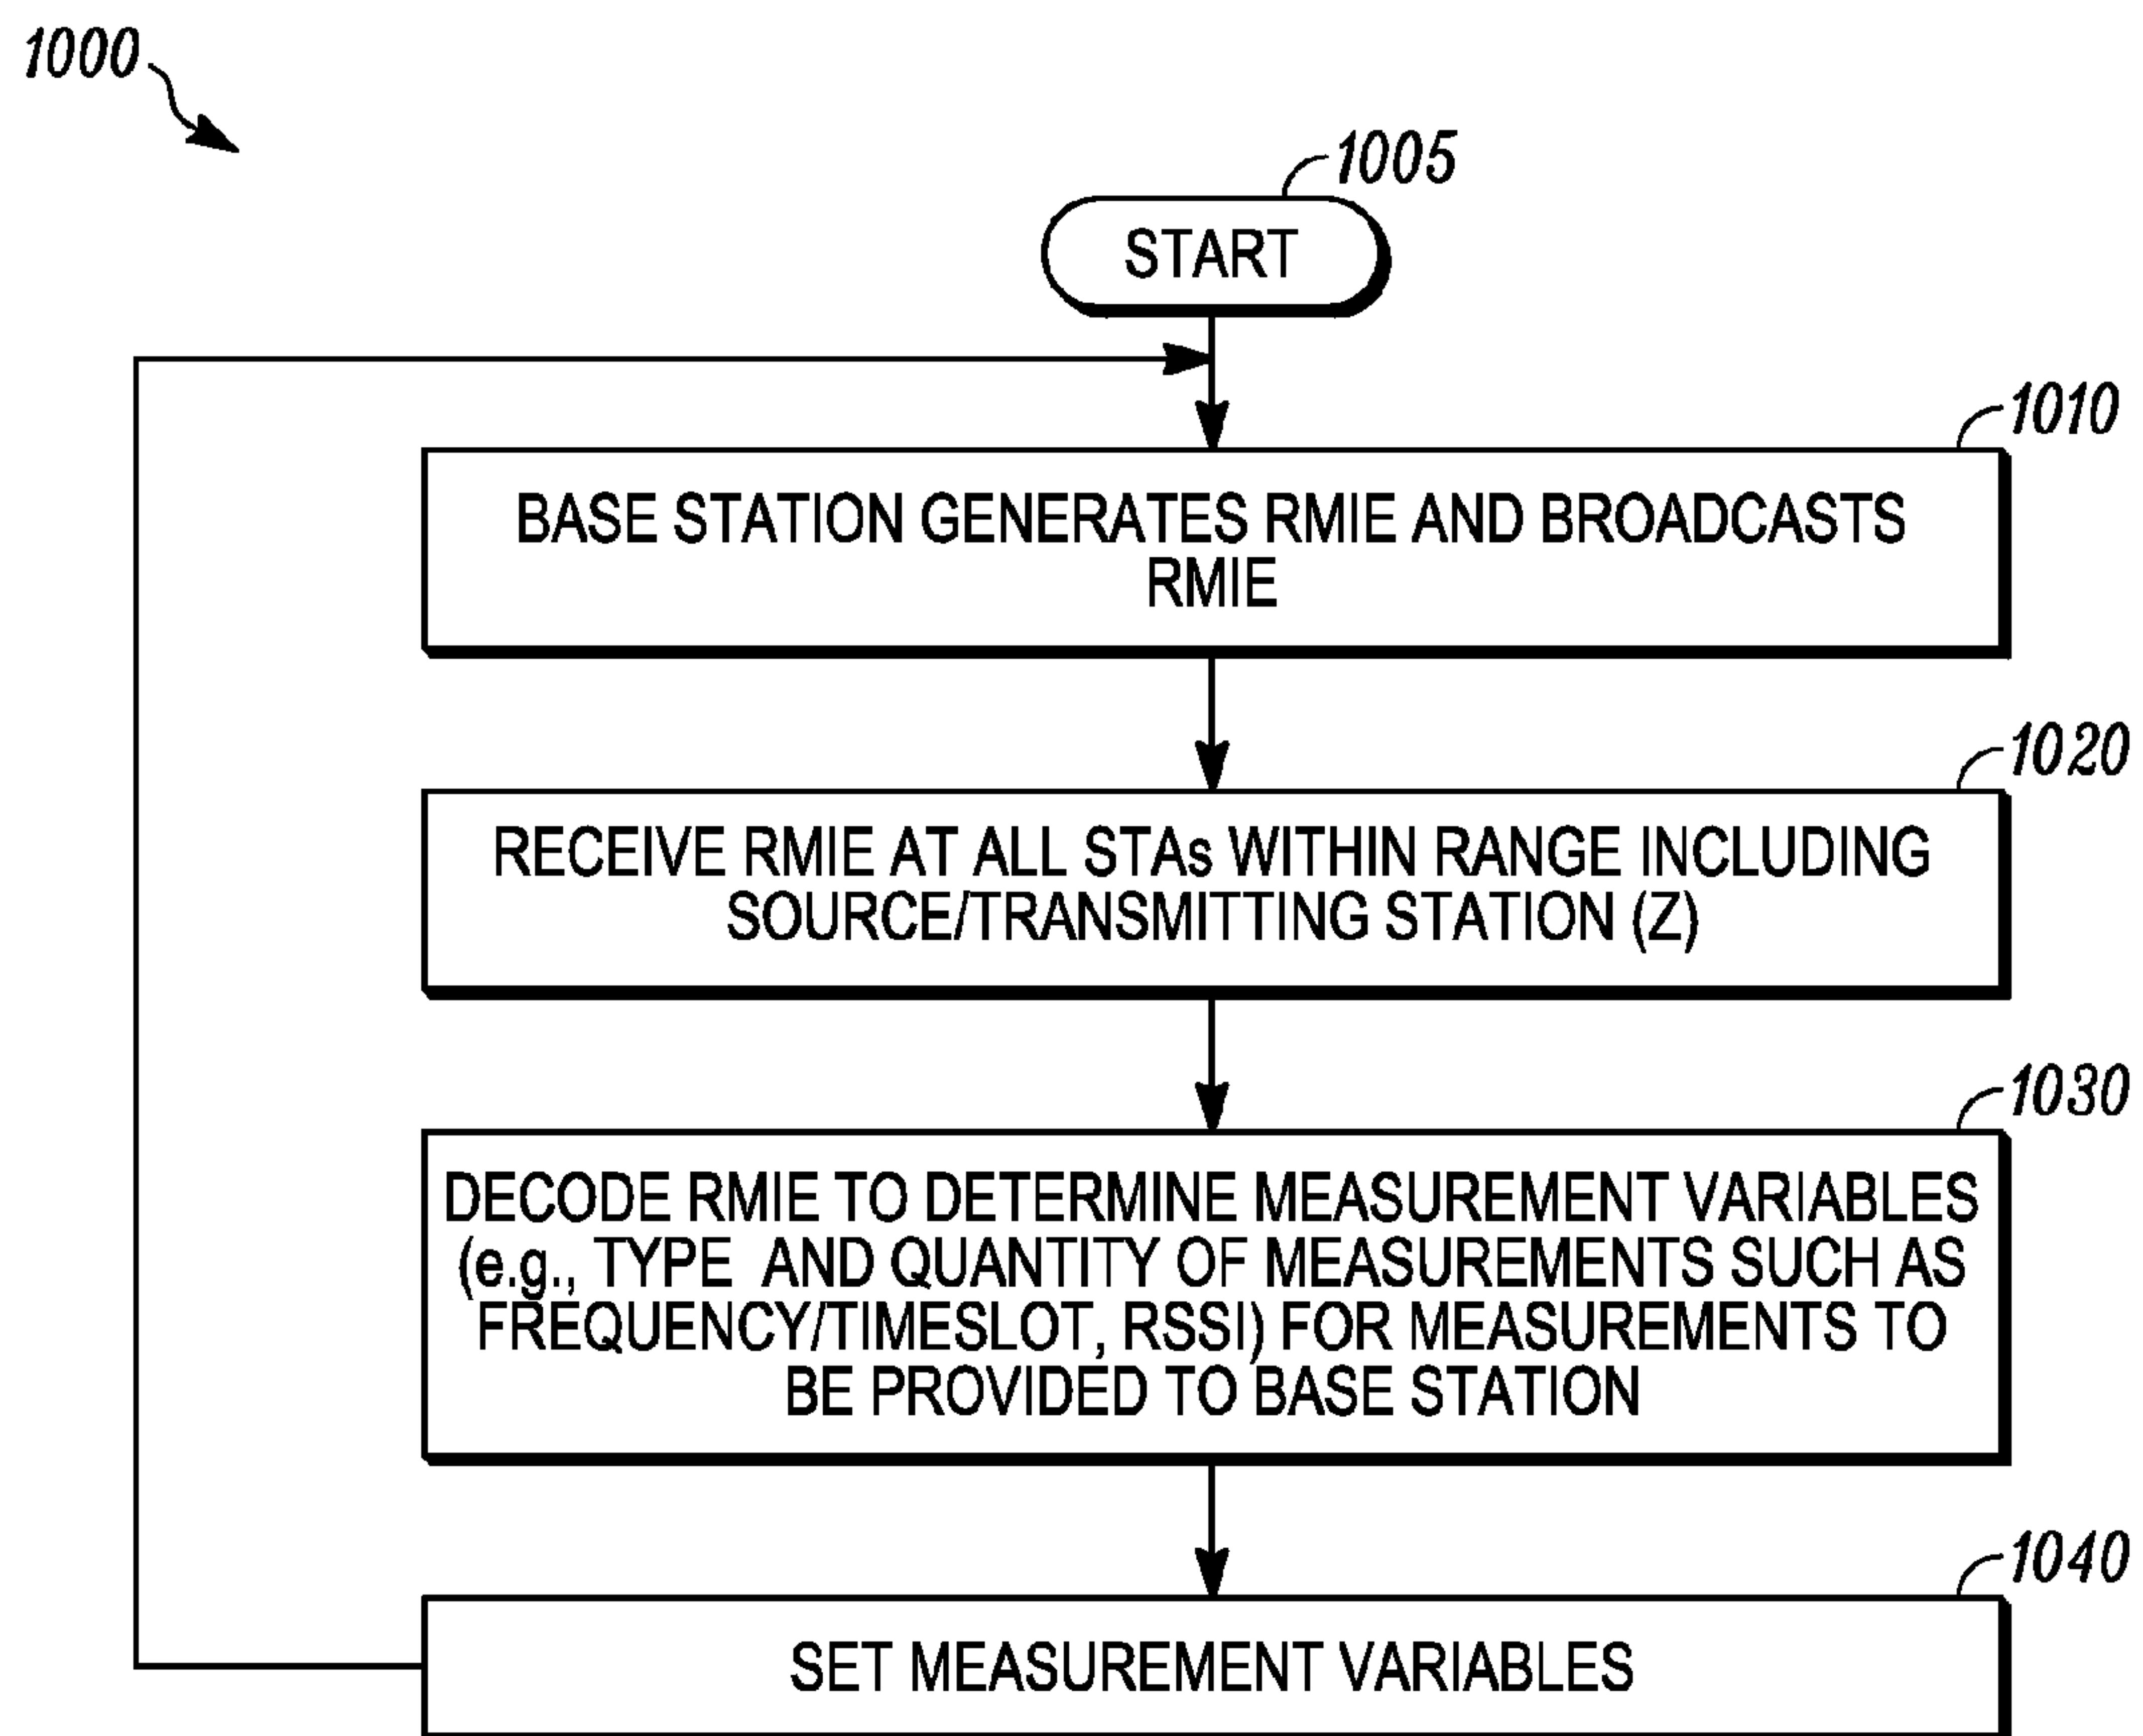 1000
1005
START
1010
BASE STATION GENERATES RMIE AND BROADCASTS
RMIE
1020
RECEIVE RMIE AT ALL STAs WITHIN RANGE INCLUDING
SOURCE/TRANSMITTING STATION (Z)
1030
DECODE RMIE TO DETERMINE MEASUREMENT VARIABLES
(e.g., TYPE AND QUANTITY OF MEASUREMENTS SUCH AS
FREQUENCY/TIMESLOT, RSSI) FOR MEASUREMENTS TO
BE PROVIDED TO BASE STATION
1040
SET MEASUREMENT VARIABLES